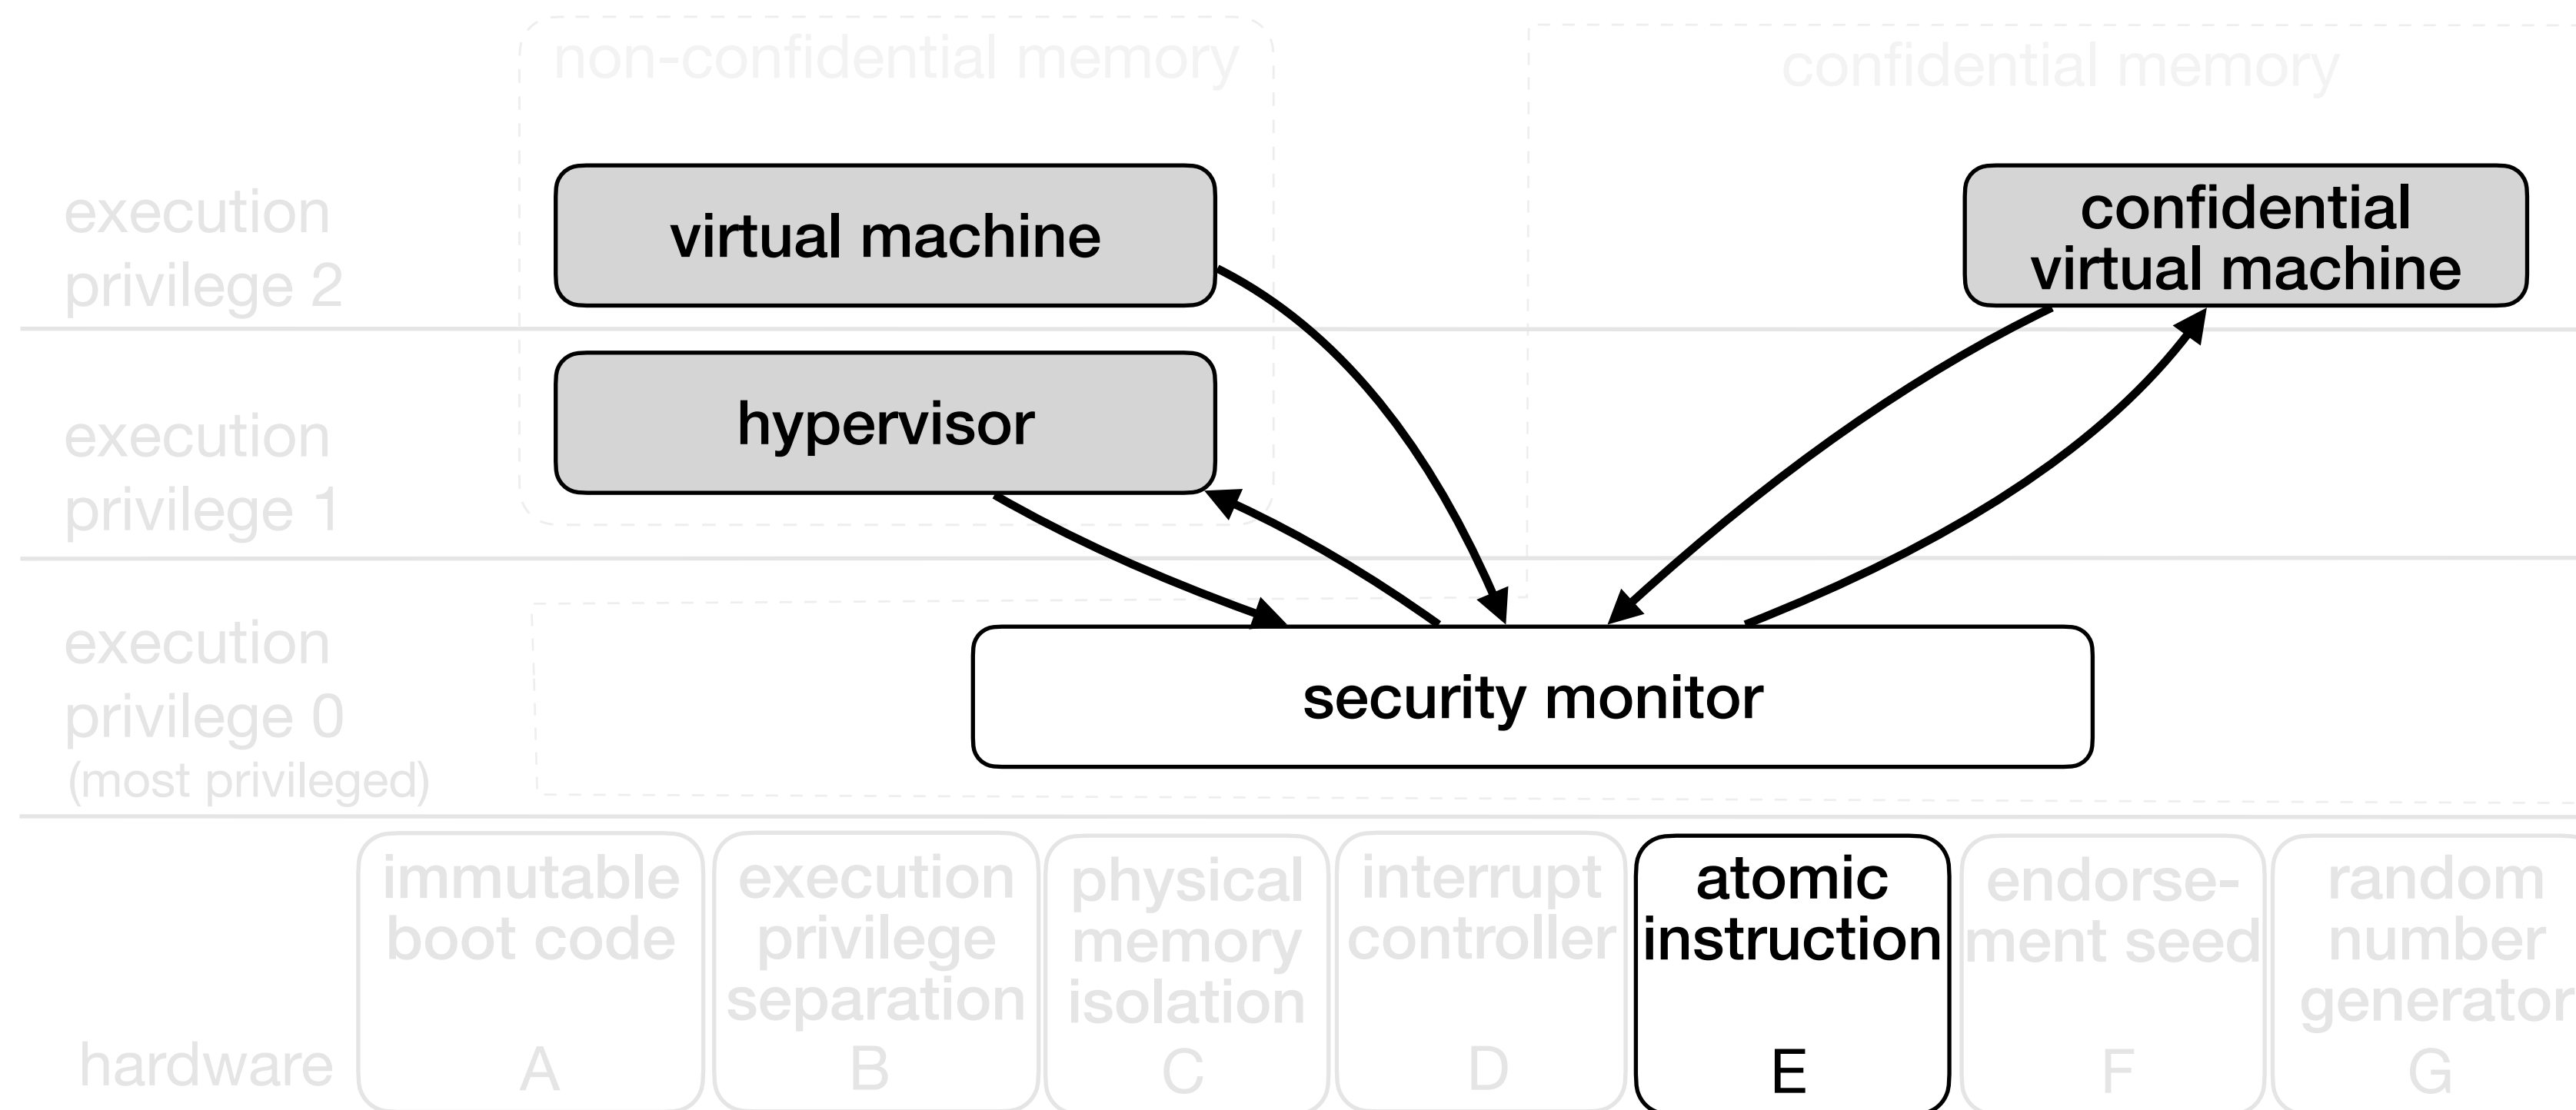 non-confidential memory
confidential memory
execution
privilege 2
virtual machine
confidential
virtual machine
execution
privilege 1
hypervisor
execution
privilege 0
(most privileged)
security monitor
hardware
immutable
boot code
A
execution
privilege
separation
B
physical
memory
isolation
C
interrupt
controller
D
atomic
instruction
E
endorse-
ment seed
F
random
number
generator
G